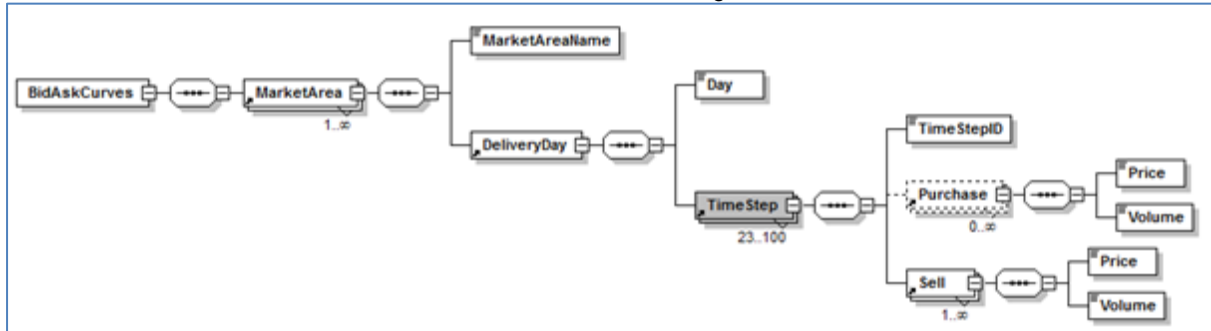 BidAskCurves
MarketArea
1..∞
MarketAreaName
DeliveryDay
Day
TimeStep
23..100
TimeStepID
Purchase
0..∞
Price
Volume
Sell
1..∞
Price
Volume